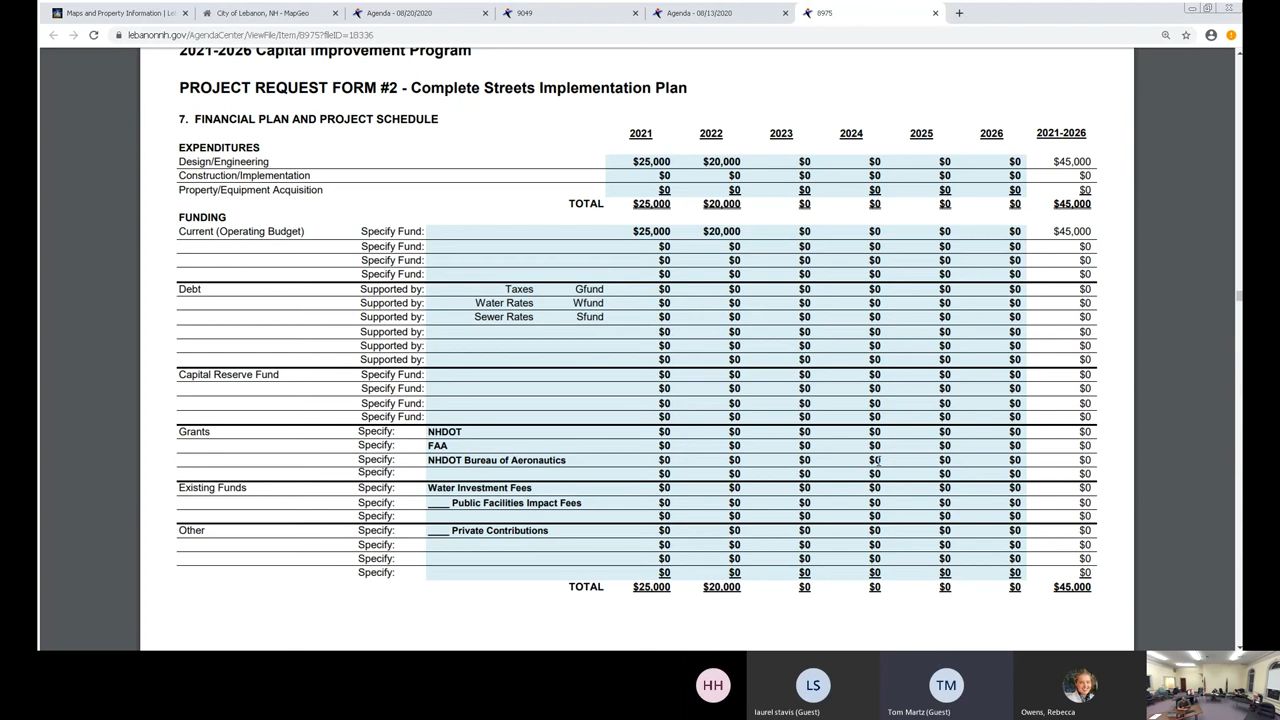 Maps and Property Information | Le
City of Lebanon, NH - MapGeo
Agenda - 08/20/2020
9049
Agenda - 08/13/2020
8975
lebanonnh.gov/AgendaCenter/ViewFile/Item/8975?fileID=18336
2021-2026 Capital Improvement Program
PROJECT REQUEST FORM #2 - Complete Streets Implementation Plan
7. FINANCIAL PLAN AND PROJECT SCHEDULE
2021 2022 2023 2024 2025 2026 2021-2026
EXPENDITURES
Design/Engineering $25,000 $20,000 $0 $0 $0 $0 $45,000
Construction/Implementation $0 $0 $0 $0 $0 $0 $0
Property/Equipment Acquisition $0 $0 $0 $0 $0 $0 $0
TOTAL $25,000 $20,000 $0 $0 $0 $0 $45,000
FUNDING
Current (Operating Budget) Specify Fund: $25,000 $20,000 $0 $0 $0 $0 $45,000
Specify Fund: $0 $0 $0 $0 $0 $0 $0
Specify Fund: $0 $0 $0 $0 $0 $0 $0
Specify Fund: $0 $0 $0 $0 $0 $0 $0
Debt Supported by: Taxes Gfund $0 $0 $0 $0 $0 $0 $0
Supported by: Water Rates Wfund $0 $0 $0 $0 $0 $0 $0
Supported by: Sewer Rates Sfund $0 $0 $0 $0 $0 $0 $0
Supported by: $0 $0 $0 $0 $0 $0 $0
Supported by: $0 $0 $0 $0 $0 $0 $0
Supported by: $0 $0 $0 $0 $0 $0 $0
Capital Reserve Fund Specify Fund: $0 $0 $0 $0 $0 $0 $0
Specify Fund: $0 $0 $0 $0 $0 $0 $0
Specify Fund: $0 $0 $0 $0 $0 $0 $0
Specify Fund: $0 $0 $0 $0 $0 $0 $0
Grants Specify: NHDOT $0 $0 $0 $0 $0 $0 $0
Specify: FAA $0 $0 $0 $0 $0 $0 $0
Specify: NHDOT Bureau of Aeronautics $0 $0 $0 $0 $0 $0 $0
Specify: $0 $0 $0 $0 $0 $0 $0
Existing Funds Specify: Water Investment Fees $0 $0 $0 $0 $0 $0 $0
Specify: ____ Public Facilities Impact Fees $0 $0 $0 $0 $0 $0 $0
Specify: $0 $0 $0 $0 $0 $0 $0
Other Specify: ____ Private Contributions $0 $0 $0 $0 $0 $0 $0
Specify: $0 $0 $0 $0 $0 $0 $0
Specify: $0 $0 $0 $0 $0 $0 $0
Specify: $0 $0 $0 $0 $0 $0 $0
TOTAL $25,000 $20,000 $0 $0 $0 $0 $45,000
HH
LS
TM
laurel stavis (Guest)
Tom Martz (Guest)
Owens, Rebecca